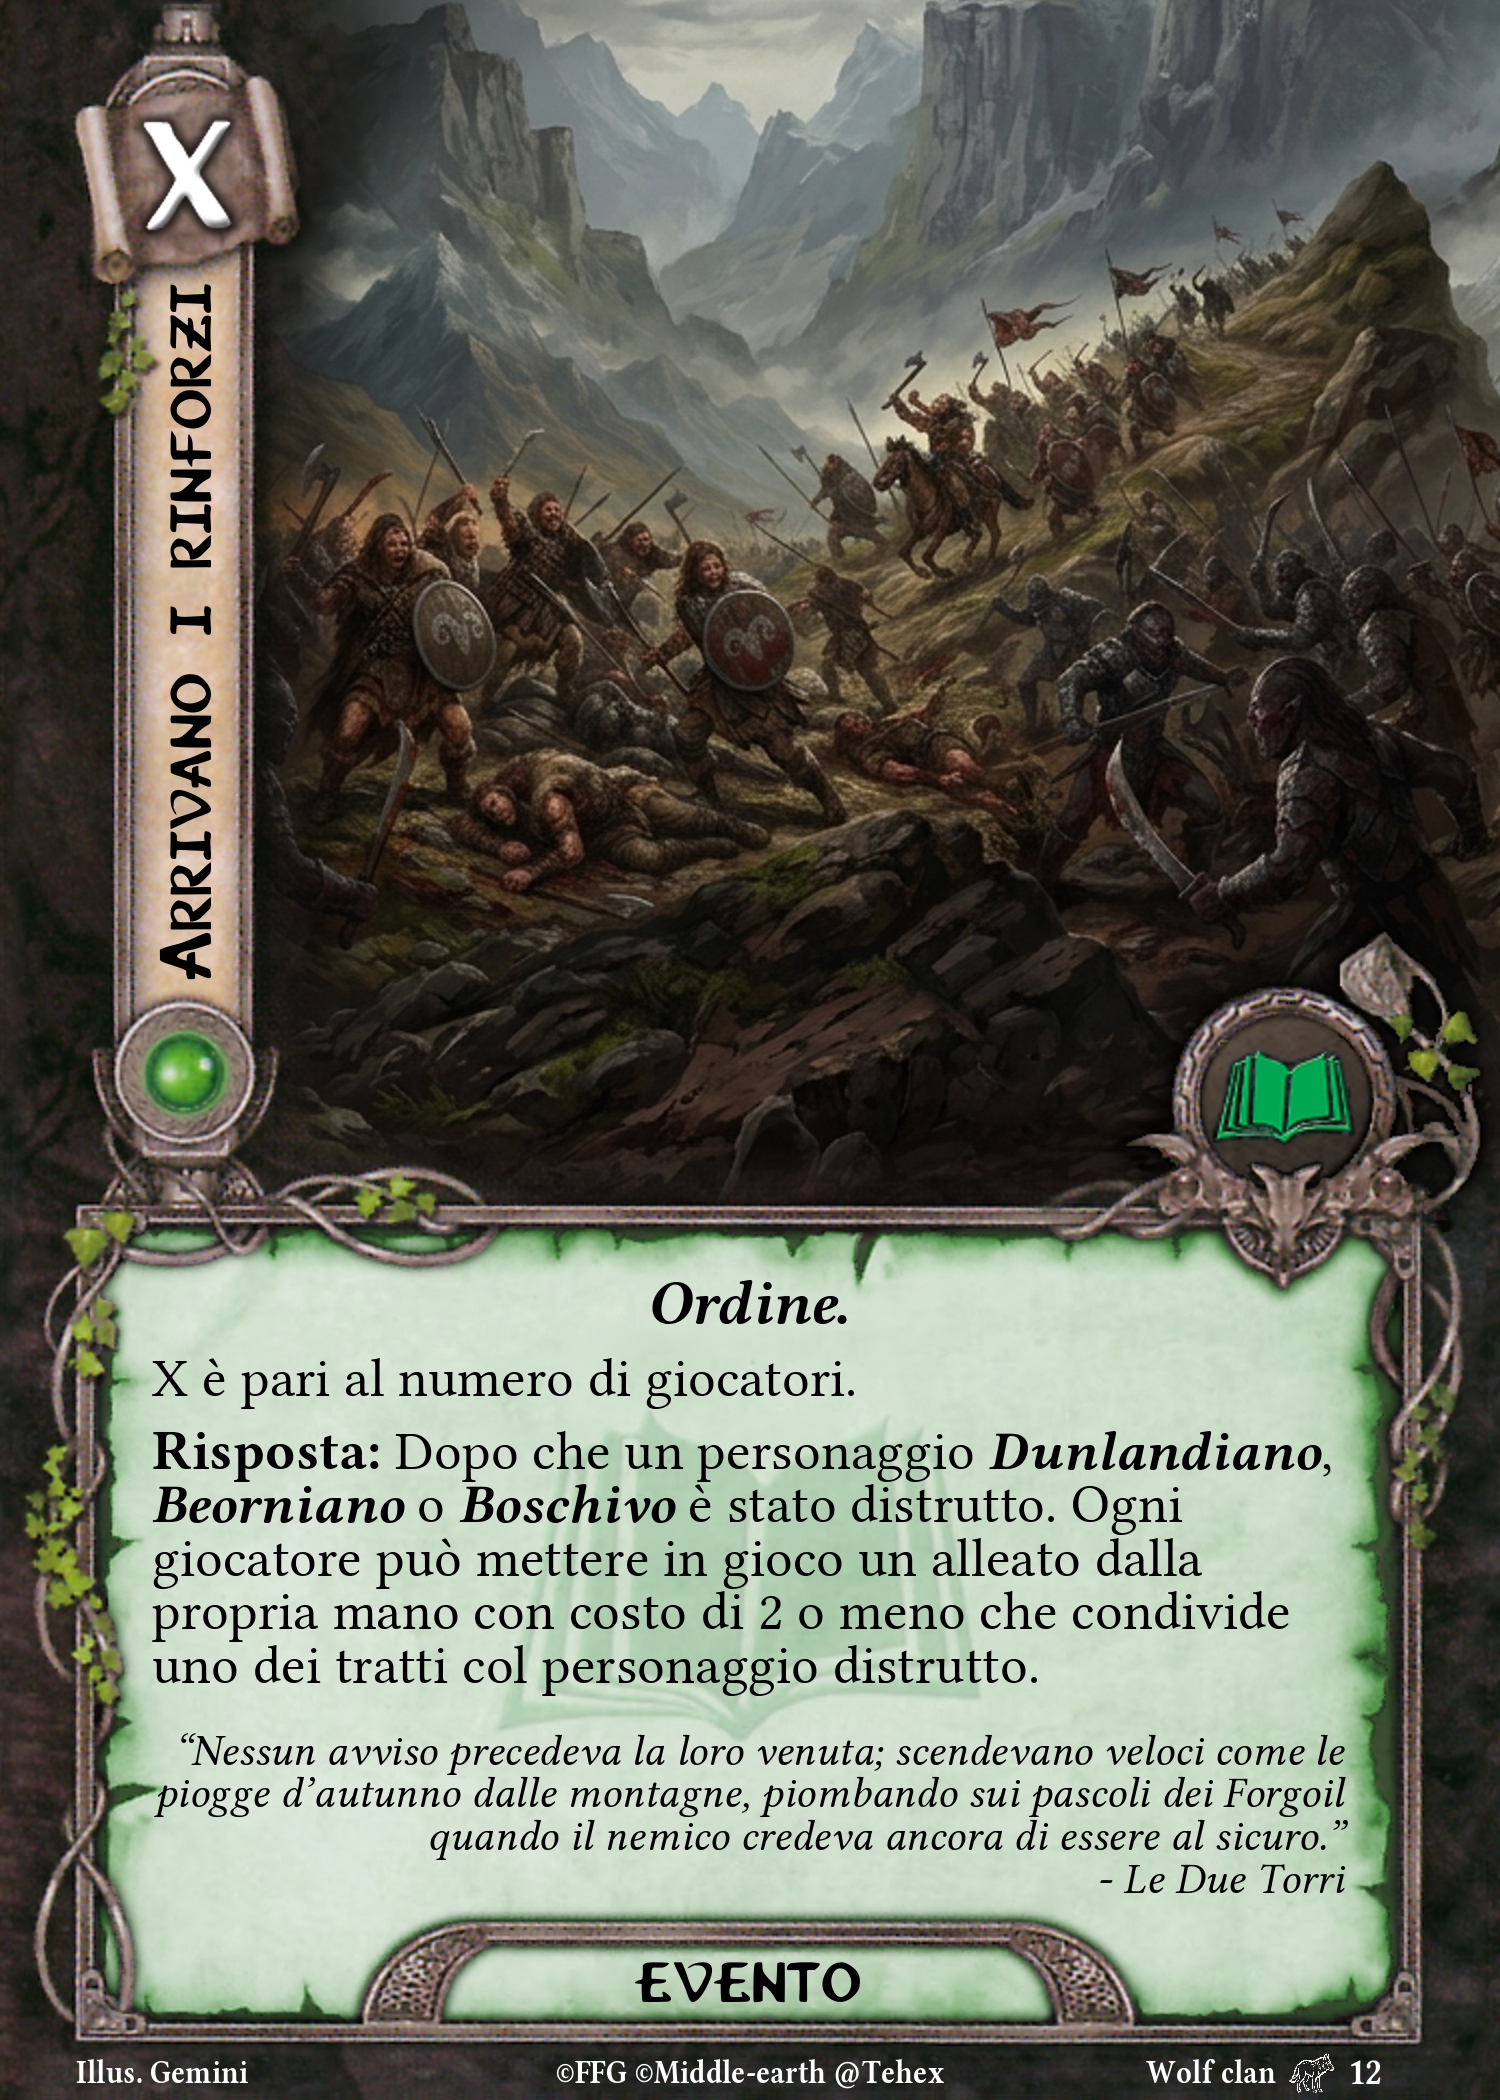 X
Arrivano i rinforzi
Ordine.
X è pari al numero di giocatori.
Risposta: Dopo che un personaggio Dunlandiano,
Beorniano o Boschivo è stato distrutto. Ogni
giocatore può mettere in gioco un alleato dalla
propria mano con costo di 2 o meno che condivide
uno dei tratti col personaggio distrutto.
“Nessun avviso precedeva la loro venuta; scendevano veloci come le
piogge d’autunno dalle montagne, piombando sui pascoli dei Forgoil
quando il nemico credeva ancora di essere al sicuro.”
- Le Due Torri
EVENTO
Illus. Gemini ©FFG ©Middle-earth @Tehex Wolf clan 12